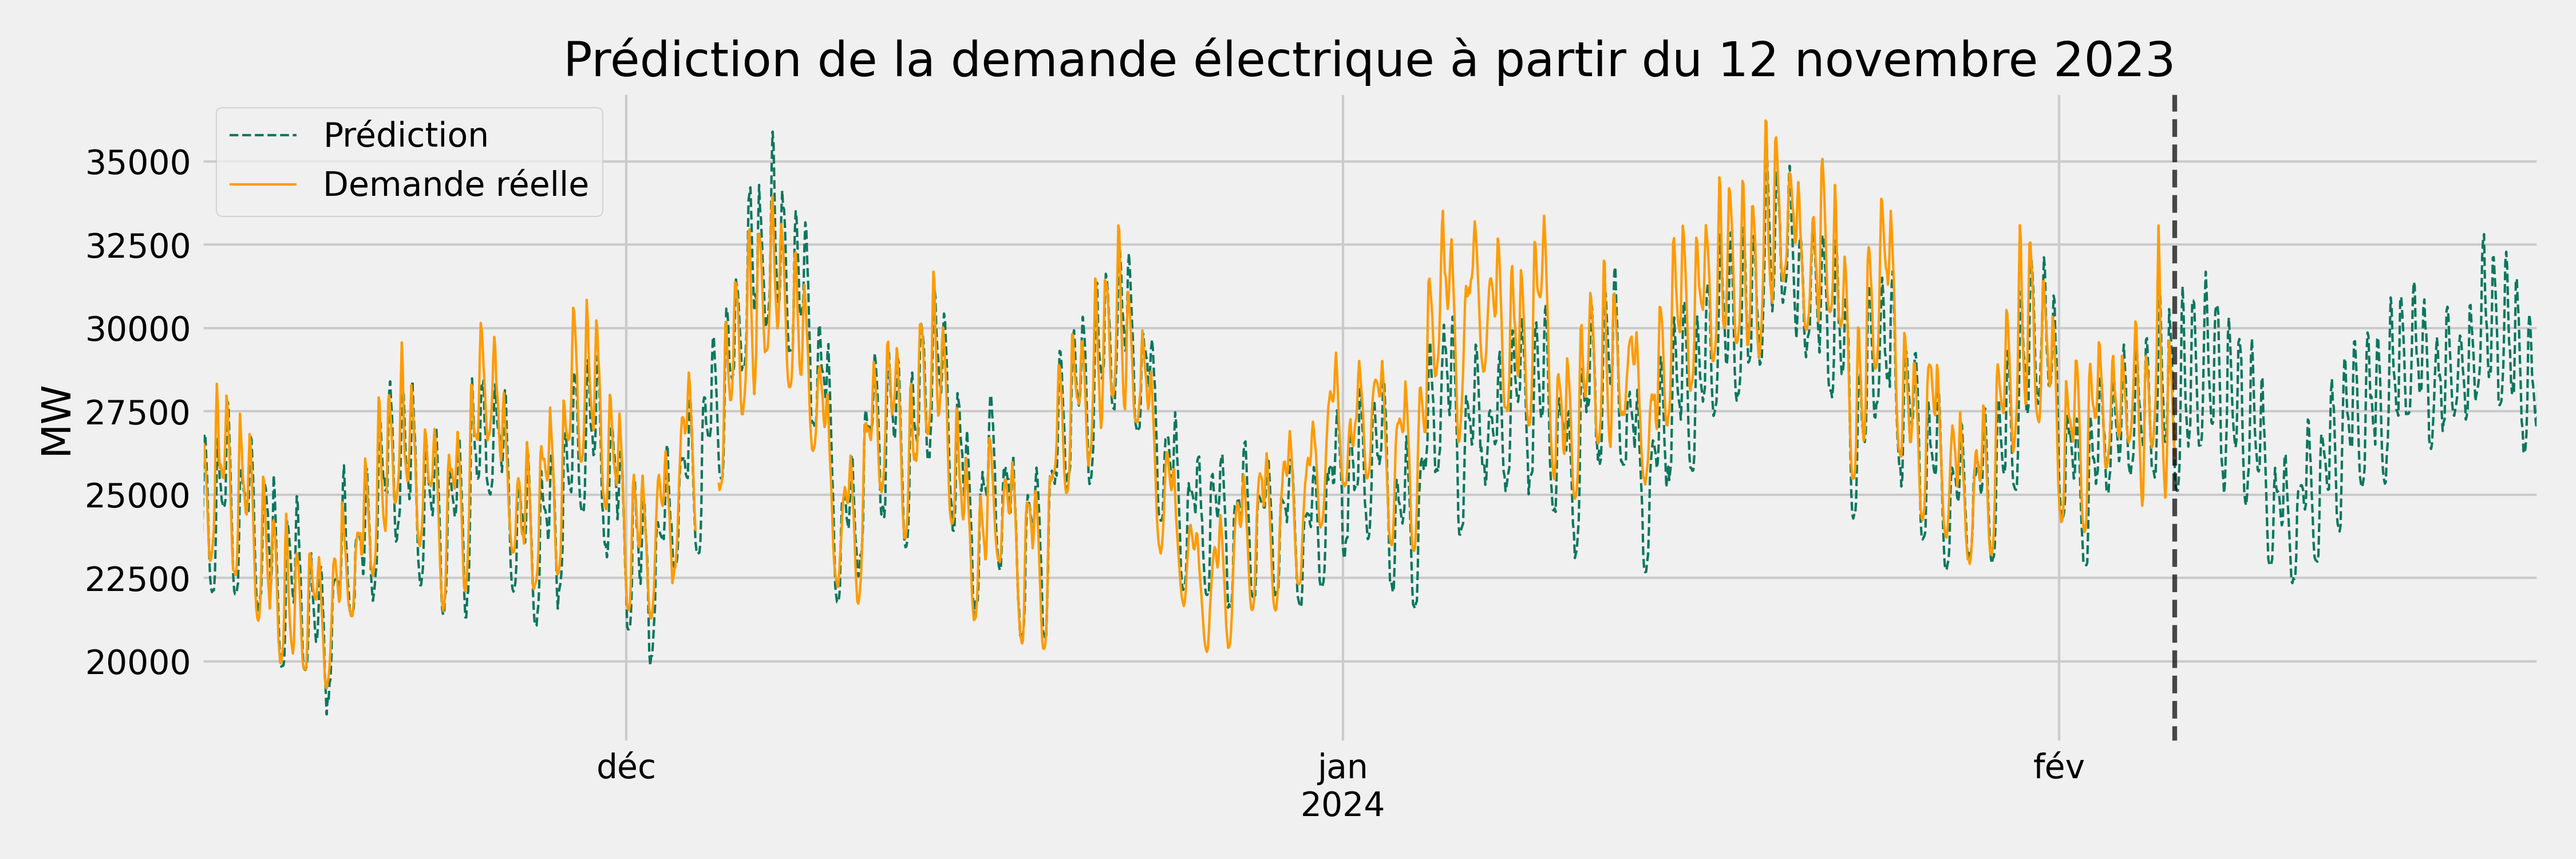 Prédiction de la demande électrique à partir du 12 novembre 2023
Prédiction
Demande réelle
35000
32500
30000
27500
25000
22500
20000
MW
déc
jan
2024
fév